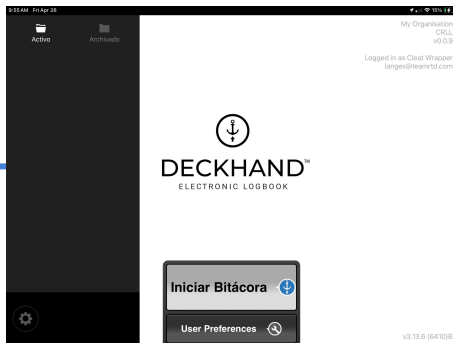 9:55 AM Fri Apr 26
15%
Activo
Archivado
My Organisation
CRLL
v0.0.9
Logged in as Cleat Wrapper
langes@teamrtd.com
DECKHAND™
ELECTRONIC LOGBOOK
Iniciar Bitácora
User Preferences
v3.13.6 (6410)B